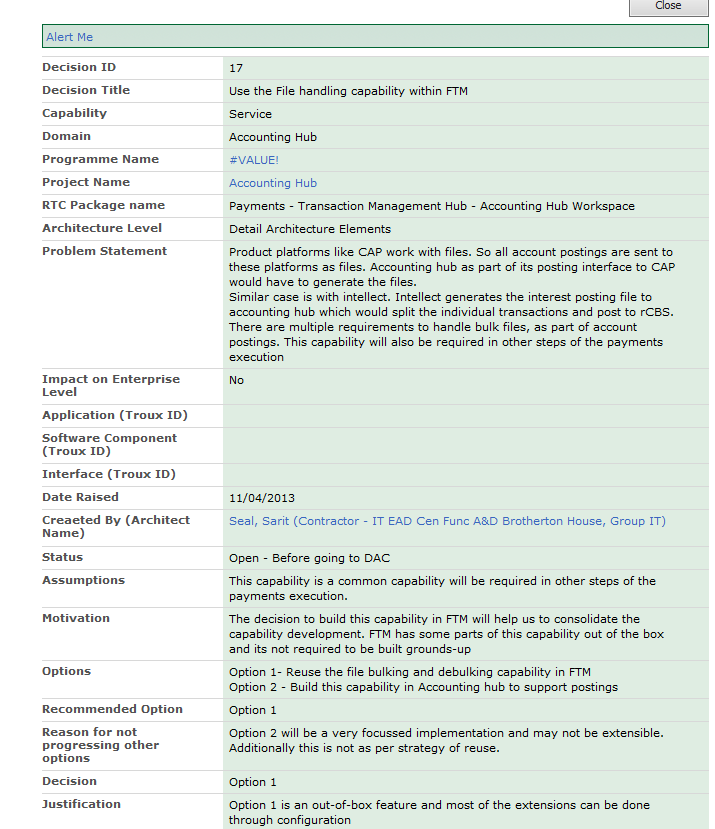 Close
Alert Me
Decision ID 17
Decision Title Use the File handling capability within FTM
Capability Service
Domain Accounting Hub
Programme Name #VALUE!
Project Name Accounting Hub
RTC Package name Payments - Transaction Management Hub - Accounting Hub Workspace
Architecture Level Detail Architecture Elements
Problem Statement Product platforms like CAP work with files. So all account postings are sent to
these platforms as files. Accounting hub as part of its posting interface to CAP
would have to generate the files.
Similar case is with intellect. Intellect generates the interest posting file to
accounting hub which would split the individual transactions and post to rCBS.
There are multiple requirements to handle bulk files, as part of account
postings. This capability will also be required in other steps of the payments
execution
Impact on Enterprise No
Level
Application (Troux ID)
Software Component
(Troux ID)
Interface (Troux ID)
Date Raised 11/04/2013
Creaeted By (Architect Seal, Sarit (Contractor - IT EAD Cen Func A&D Brotherton House, Group IT)
Name)
Status Open - Before going to DAC
Assumptions This capability is a common capability will be required in other steps of the
payments execution.
Motivation The decision to build this capability in FTM will help us to consolidate the
capability development. FTM has some parts of this capability out of the box
and its not required to be built grounds-up
Options Option 1- Reuse the file bulking and debulking capability in FTM
Option 2 - Build this capability in Accounting hub to support postings
Recommended Option Option 1
Reason for not Option 2 will be a very focussed implementation and may not be extensible.
progressing other Additionally this is not as per strategy of reuse.
options
Decision Option 1
Justification Option 1 is an out-of-box feature and most of the extensions can be done
through configuration